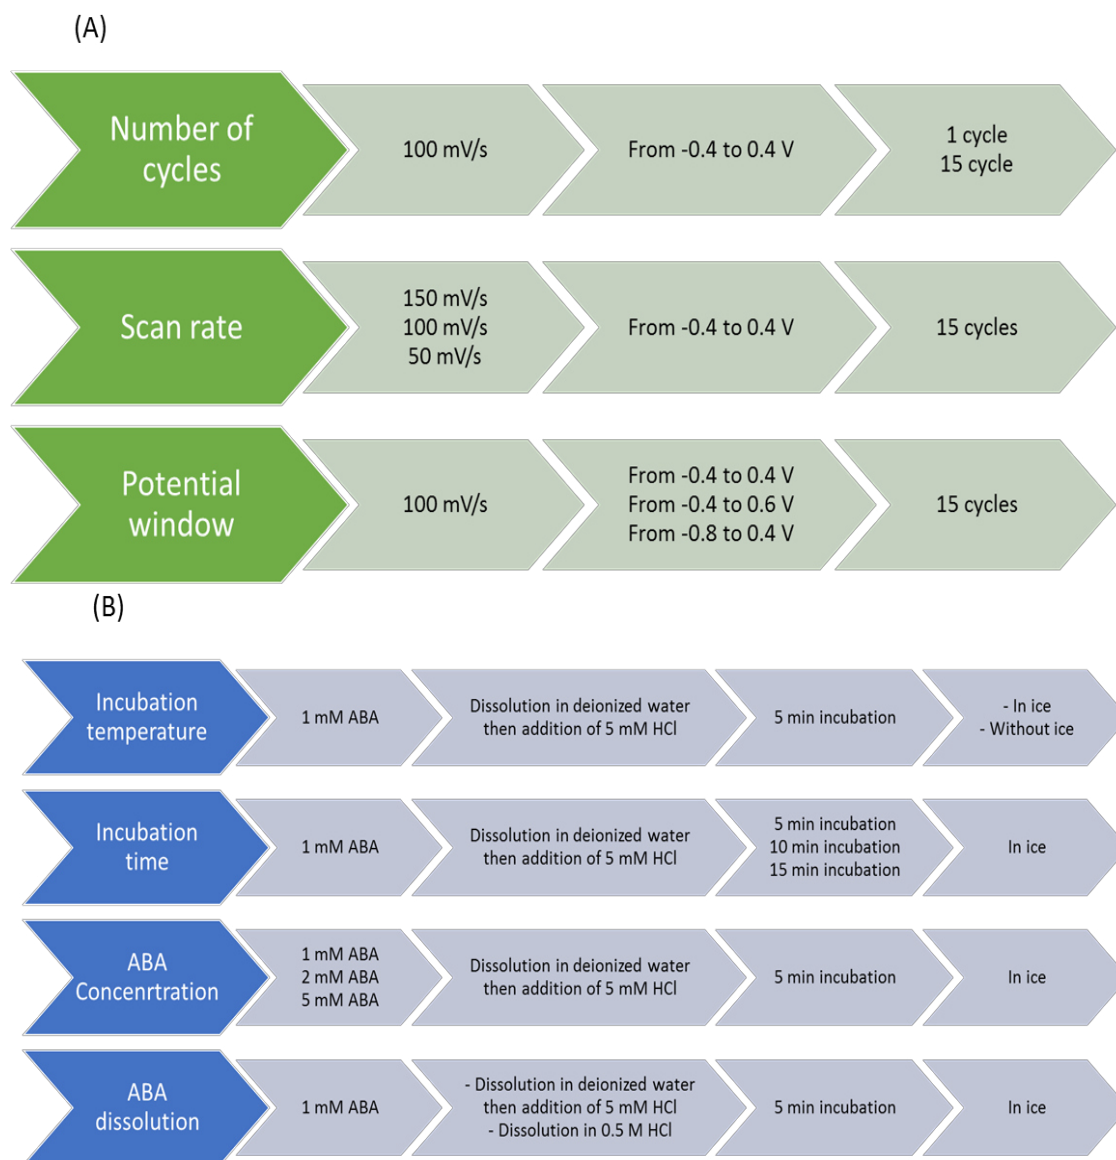 (A)
Number of
cycles
100 mV/s
From -0.4 to 0.4 V
1 cycle
15 cycle
Scan rate
150 mV/s
100 mV/s
50 mV/s
From -0.4 to 0.4 V
15 cycles
Potential
window
100 mV/s
From -0.4 to 0.4 V
From -0.4 to 0.6 V
From -0.8 to 0.4 V
15 cycles
(B)
Incubation
temperature
1 mM ABA
Dissolution in deionized water
then addition of 5 mM HCl
5 min incubation
- In ice
- Without ice
Incubation
time
1 mM ABA
Dissolution in deionized water
then addition of 5 mM HCl
5 min incubation
10 min incubation
15 min incubation
In ice
ABA
Concenrtration
1 mM ABA
2 mM ABA
5 mM ABA
Dissolution in deionized water
then addition of 5 mM HCl
5 min incubation
In ice
ABA
dissolution
1 mM ABA
- Dissolution in deionized water
then addition of 5 mM HCl
- Dissolution in 0.5 M HCl
5 min incubation
In ice